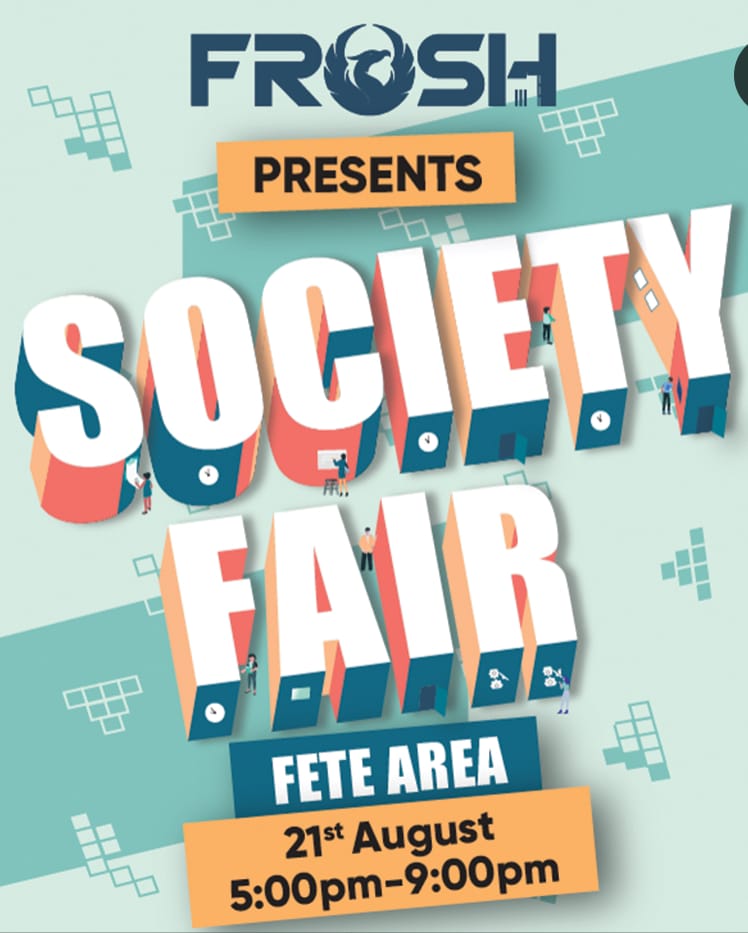 FROSH
PRESENTS
SOCIETY
FAIR
FETE AREA
21st August
5:00pm-9:00pm